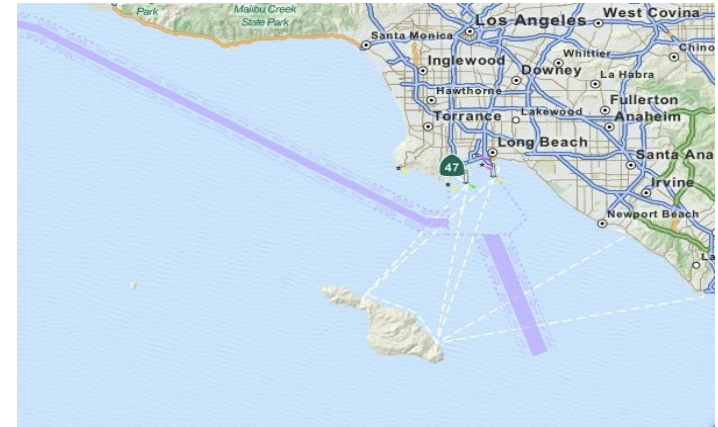 Park
Malibu Creek
State Park
Santa Monica
Los Angeles
West Covina
Inglewood
Whittier
Chino
Downey
La Habra
Hawthorne
Fullerton
Torrance
Lakewood
Anaheim
Long Beach
47
Santa Ana
Irvine
Newport Beach
La